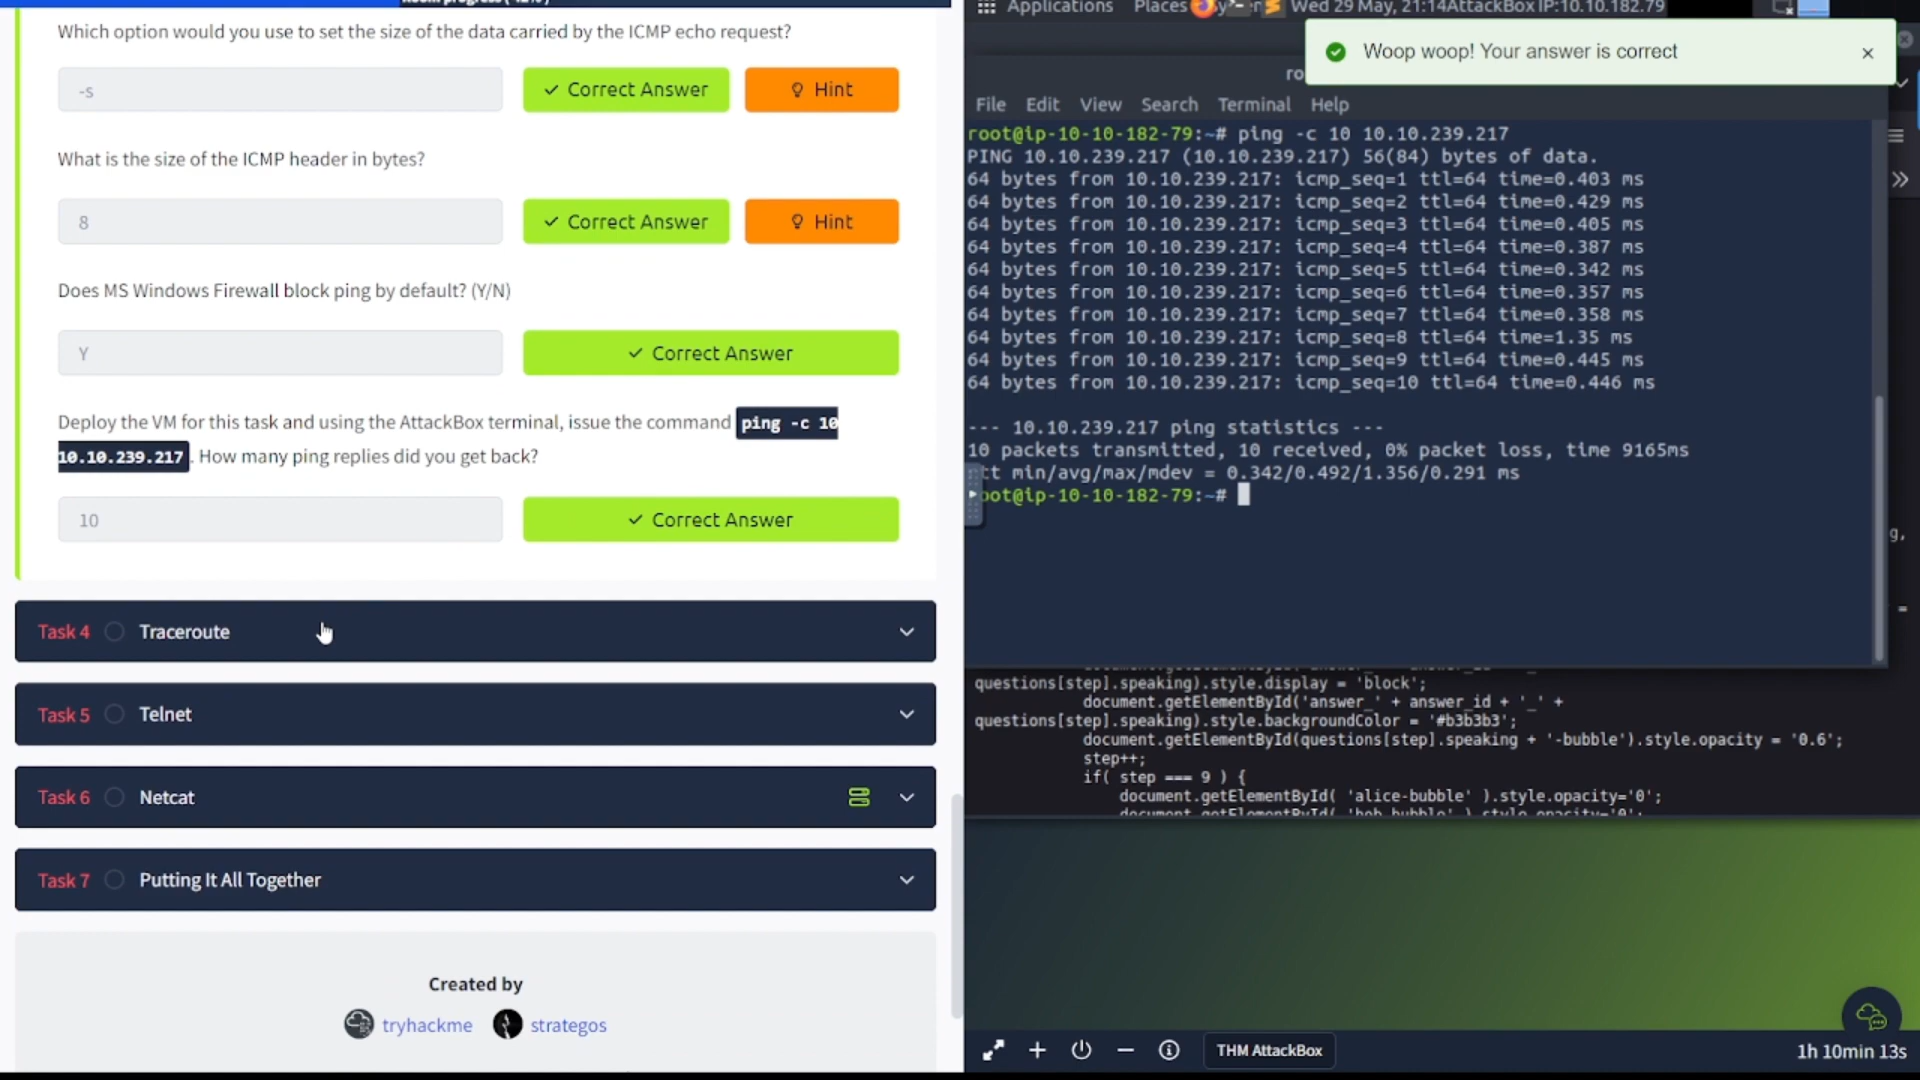 Which option would you use to set the size of the data carried by the ICMP echo request?
-s
Correct Answer
Hint
What is the size of the ICMP header in bytes?
8
Correct Answer
Hint
Does MS Windows Firewall block ping by default? (Y/N)
Y
Correct Answer
Deploy the VM for this task and using the AttackBox terminal, issue the command ping -c 10
10.10.239.217 . How many ping replies did you get back?
10
Correct Answer
Task 4 Traceroute
Task 5 Telnet
Task 6 Netcat
Task 7 Putting It All Together
Created by
tryhackme strategos
Applications Places Wed 29 May, 21:14 AttackBox IP:10.10.182.79
Woop woop! Your answer is correct
File Edit View Search Terminal Help
root@ip-10-10-182-79:~# ping -c 10 10.10.239.217
PING 10.10.239.217 (10.10.239.217) 56(84) bytes of data.
64 bytes from 10.10.239.217: icmp_seq=1 ttl=64 time=0.403 ms
64 bytes from 10.10.239.217: icmp_seq=2 ttl=64 time=0.429 ms
64 bytes from 10.10.239.217: icmp_seq=3 ttl=64 time=0.405 ms
64 bytes from 10.10.239.217: icmp_seq=4 ttl=64 time=0.387 ms
64 bytes from 10.10.239.217: icmp_seq=5 ttl=64 time=0.342 ms
64 bytes from 10.10.239.217: icmp_seq=6 ttl=64 time=0.357 ms
64 bytes from 10.10.239.217: icmp_seq=7 ttl=64 time=0.358 ms
64 bytes from 10.10.239.217: icmp_seq=8 ttl=64 time=1.35 ms
64 bytes from 10.10.239.217: icmp_seq=9 ttl=64 time=0.445 ms
64 bytes from 10.10.239.217: icmp_seq=10 ttl=64 time=0.446 ms
--- 10.10.239.217 ping statistics ---
10 packets transmitted, 10 received, 0% packet loss, time 9165ms
min/avg/max/mdev = 0.342/0.492/1.356/0.291 ms
oot@ip-10-10-182-79:~#
questions[step].speaking).style.display = 'block';
document.getElementById('answer_' + answer_id + '_' +
questions[step].speaking).style.backgroundColor = '#b3b3b3';
document.getElementById(questions[step].speaking + '-bubble').style.opacity = '0.6';
step++;
if( step === 9 ) {
document.getElementById( 'alice-bubble' ).style.opacity='0';
THM AttackBox
1h 10min 13s